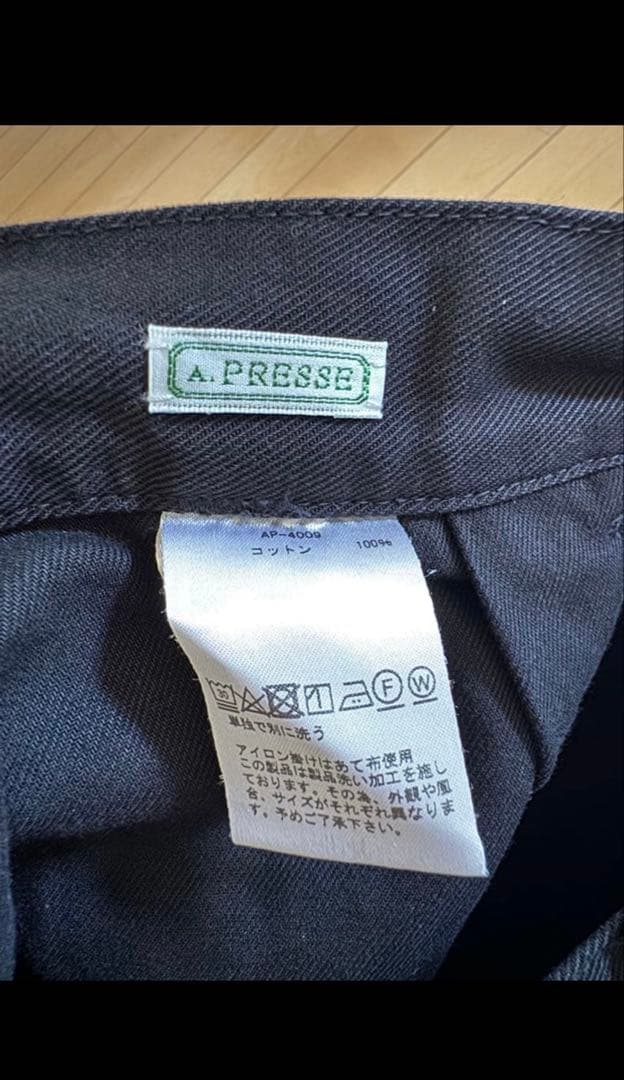 A.PRESSE
AP-4009
コットン 100%
30 F W
単独で別に洗う
アイロン掛けはあて布使用
この製品は製品洗い加工を施し
ております。その為、外観や風
合、サイズがそれぞれ異なりま
す。予めご了承下さい。